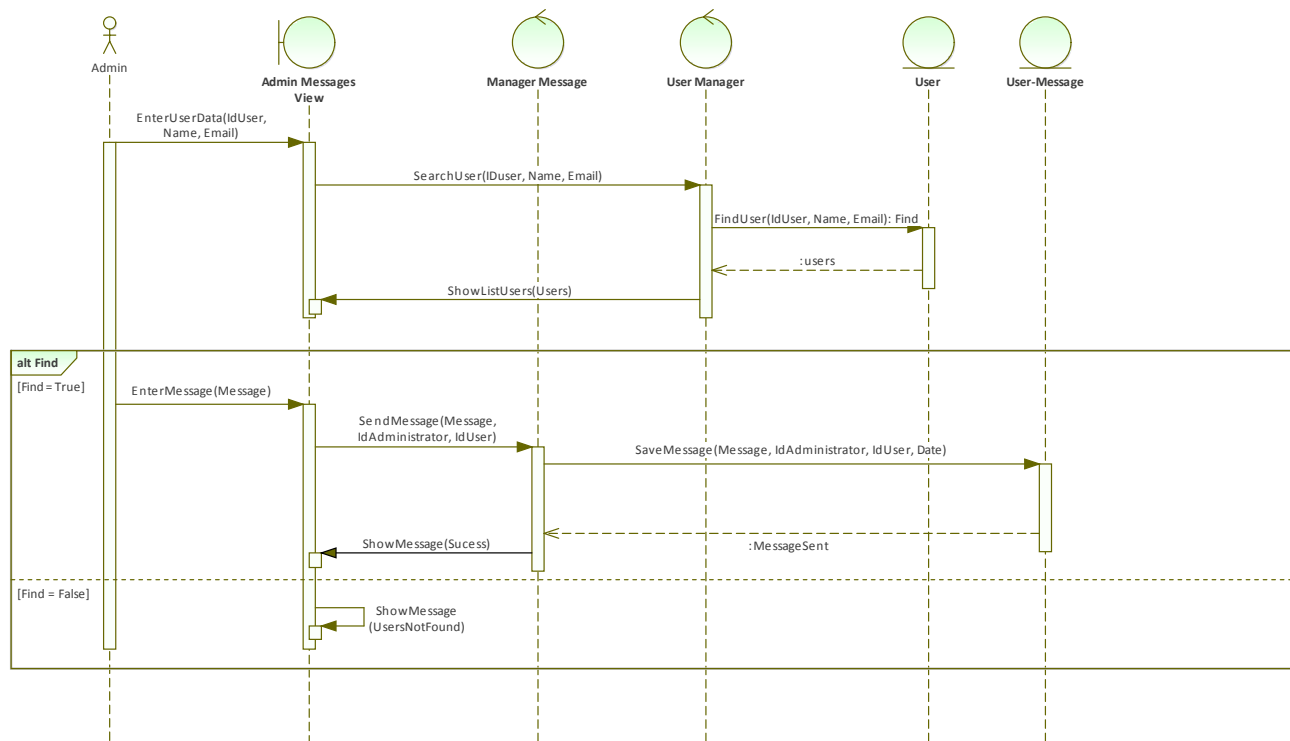 Admin
Admin Messages
View
Manager Message
User Manager
User
User-Message
EnterUserData(IdUser,
Name, Email)
SearchUser(IDuser, Name, Email)
FindUser(IdUser, Name, Email): Find
:users
ShowListUsers(Users)
alt Find
[Find = True]
EnterMessage(Message)
SendMessage(Message,
IdAdministrator, IdUser)
SaveMessage(Message, IdAdministrator, IdUser, Date)
:MessageSent
ShowMessage(Sucess)
[Find = False]
ShowMessage
(UsersNotFound)